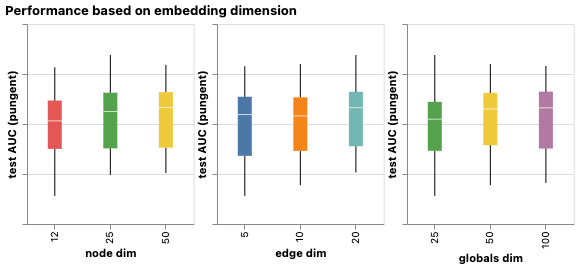 Performance based on embedding dimension
test AUC (pungent)
12
25
50
node dim
test AUC (pungent)
5
10
20
edge dim
test AUC (pungent)
25
50
100
globals dim